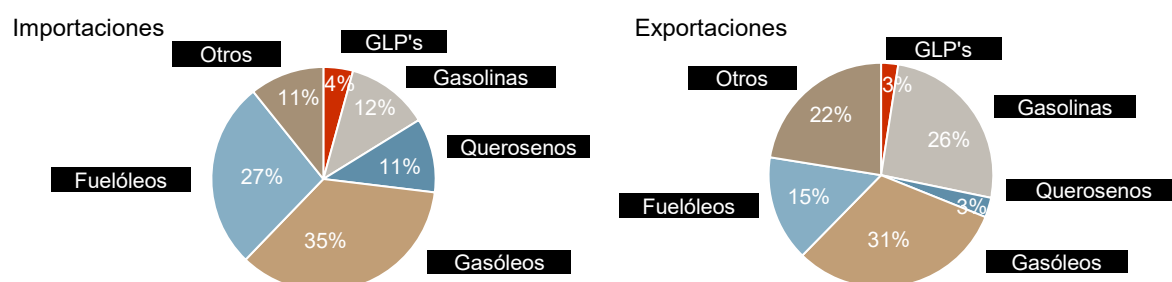 Importaciones
GLP's
Otros
Gasolinas
4%
11%
12%
Querosenos
11%
Fuelóleos
27%
35%
Gasóleos
Exportaciones
GLP's
Otros
3%
Gasolinas
22%
26%
Querosenos
15%
3%
Fuelóleos
31%
Gasóleos